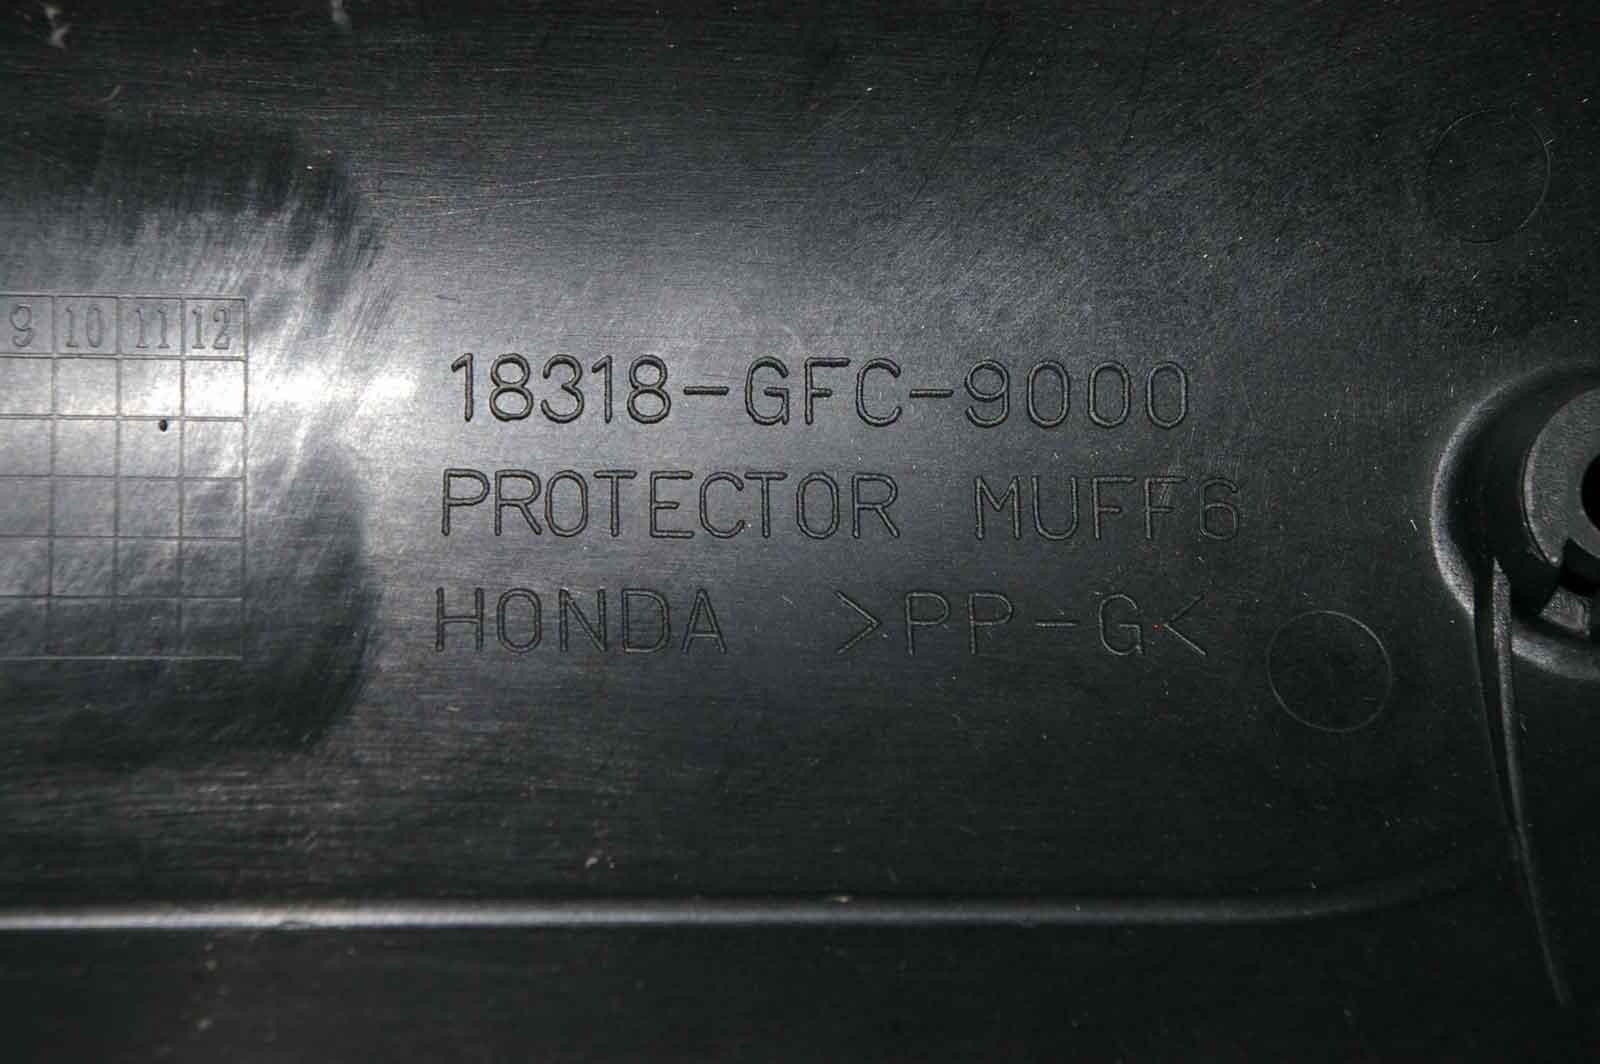 9 10 11 12
18318-GFC-9000
PROTECTOR MUFF6
HONDA >PP-G<